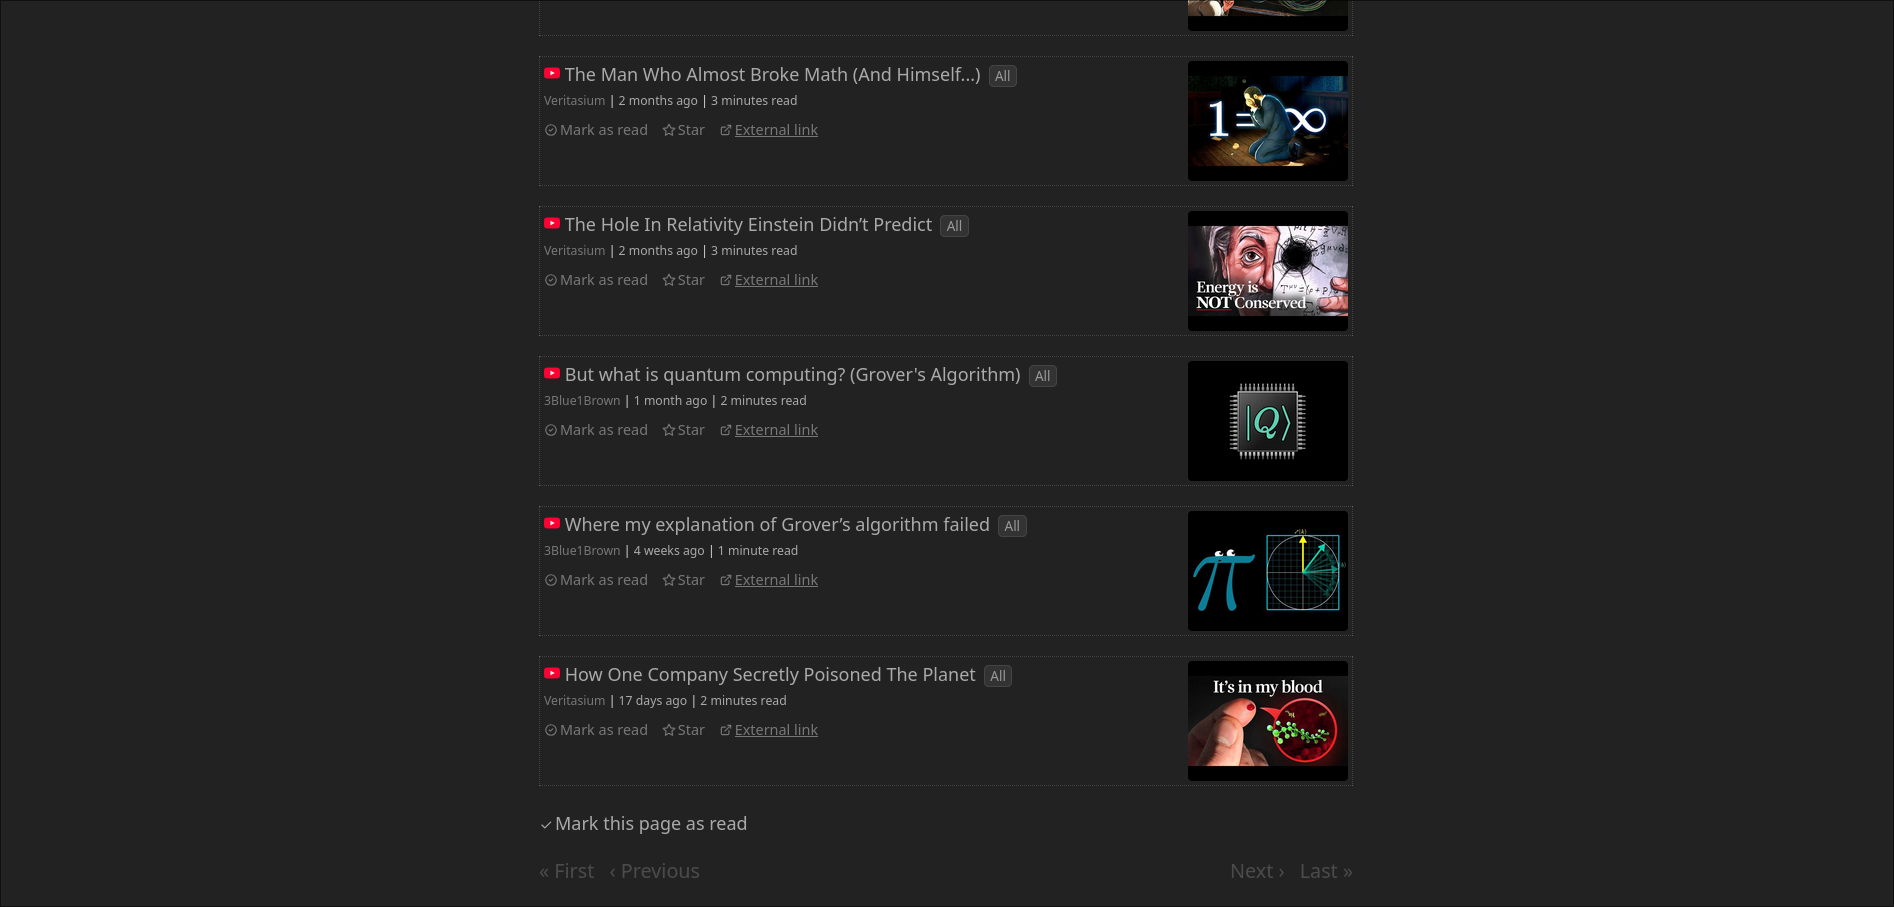 The Man Who Almost Broke Math (And Himself...) All
Veritasium | 2 months ago | 3 minutes read
Mark as read Star External link
1 = ∞
The Hole In Relativity Einstein Didn’t Predict All
Veritasium | 2 months ago | 3 minutes read
Mark as read Star External link
Energy is
NOT Conserved
But what is quantum computing? (Grover's Algorithm) All
3Blue1Brown | 1 month ago | 2 minutes read
Mark as read Star External link
|Q⟩
Where my explanation of Grover’s algorithm failed All
3Blue1Brown | 4 weeks ago | 1 minute read
Mark as read Star External link
π
How One Company Secretly Poisoned The Planet All
Veritasium | 17 days ago | 2 minutes read
Mark as read Star External link
It’s in my blood
Mark this page as read
« First ‹ Previous Next › Last »